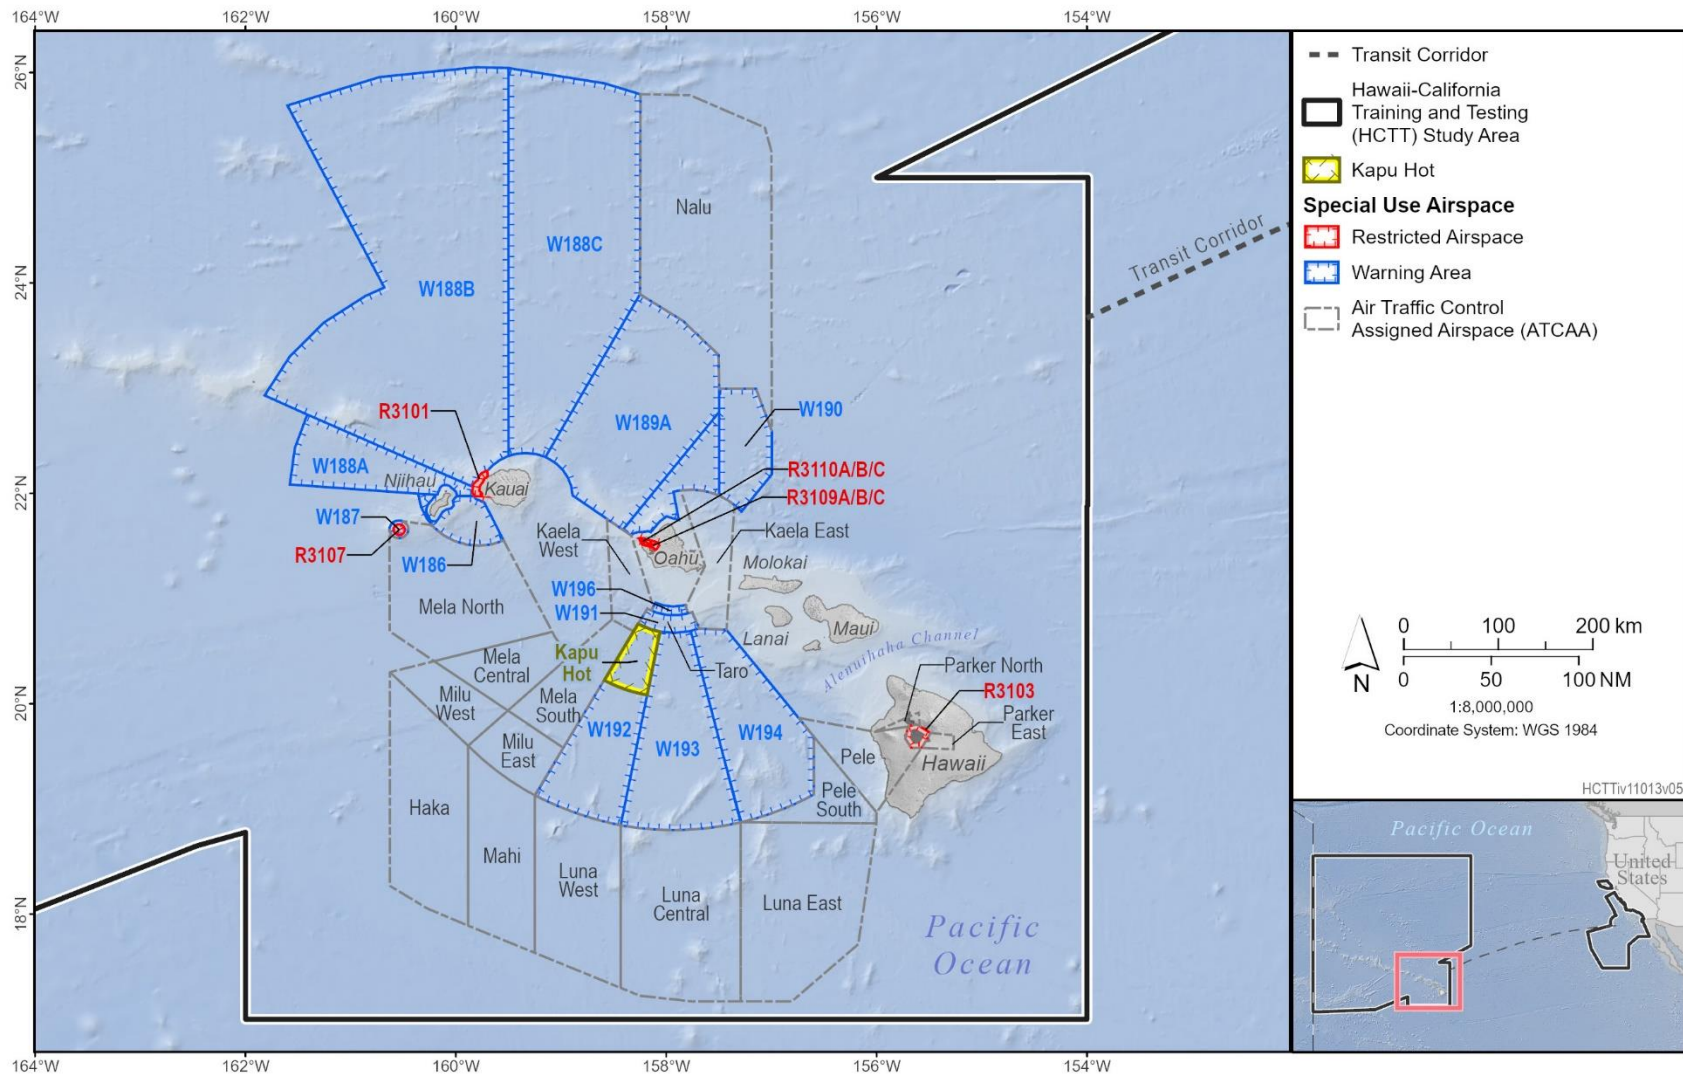 164°W
162°W
160°W
158°W
156°W
154°W
26°N
24°N
22°N
20°N
18°N
Nalu
W188C
W188B
Transit Corridor
W189A
W190
R3101
W188A
Niihau
Kauai
R3110A/B/C
R3109A/B/C
W187
R3107
W186
Kaela
West
Kaela East
Oahu
Molokai
Mela North
W196
W191
Lanai
Maui
Alenuihaha Channel
Kapu
Hot
Taro
Mela
Central
Mela
South
Milu
West
Milu
East
W192
W193
W194
Parker North
R3103
Parker
East
Pele
Hawaii
Pele
South
Haka
Mahi
Luna
West
Luna
Central
Luna East
Pacific
Ocean
164°W
162°W
160°W
158°W
156°W
154°W
Transit Corridor
Hawaii-California
Training and Testing
(HCTT) Study Area
Kapu Hot
Special Use Airspace
Restricted Airspace
Warning Area
Air Traffic Control
Assigned Airspace (ATCAA)
N
0 100 200 km
0 50 100 NM
1:8,000,000
Coordinate System: WGS 1984
HCTTiv11013v05
Pacific Ocean
United
States